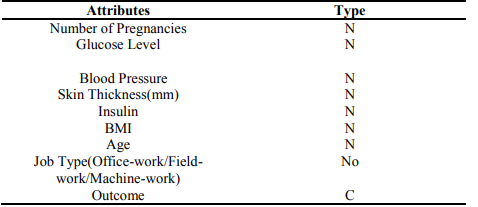 Attributes Type
Number of Pregnancies N
Glucose Level N
Blood Pressure N
Skin Thickness(mm) N
Insulin N
BMI N
Age N
Job Type(Office-work/Field- No
work/Machine-work)
Outcome C